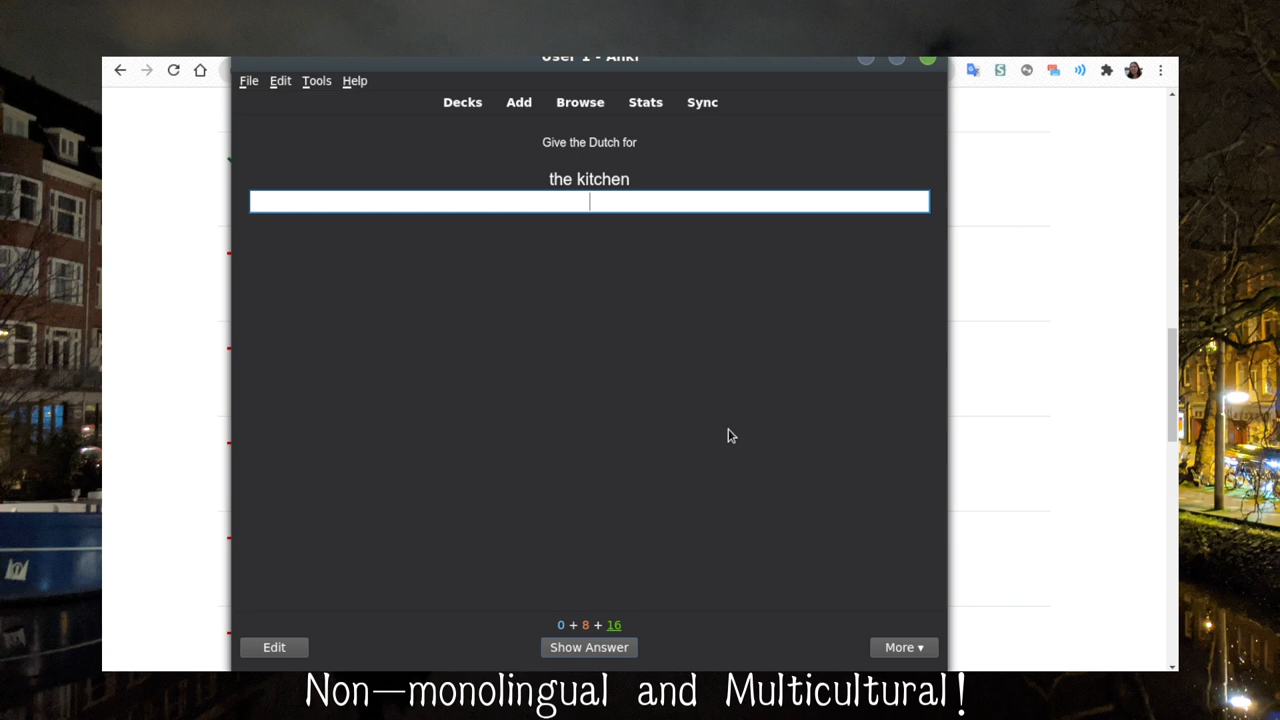 User 1 - Anki
File Edit Tools Help
Decks Add Browse Stats Sync
Give the Dutch for
the kitchen
0 + 8 + 16
Edit Show Answer More ▾
Non—monolingual and Multicultural!